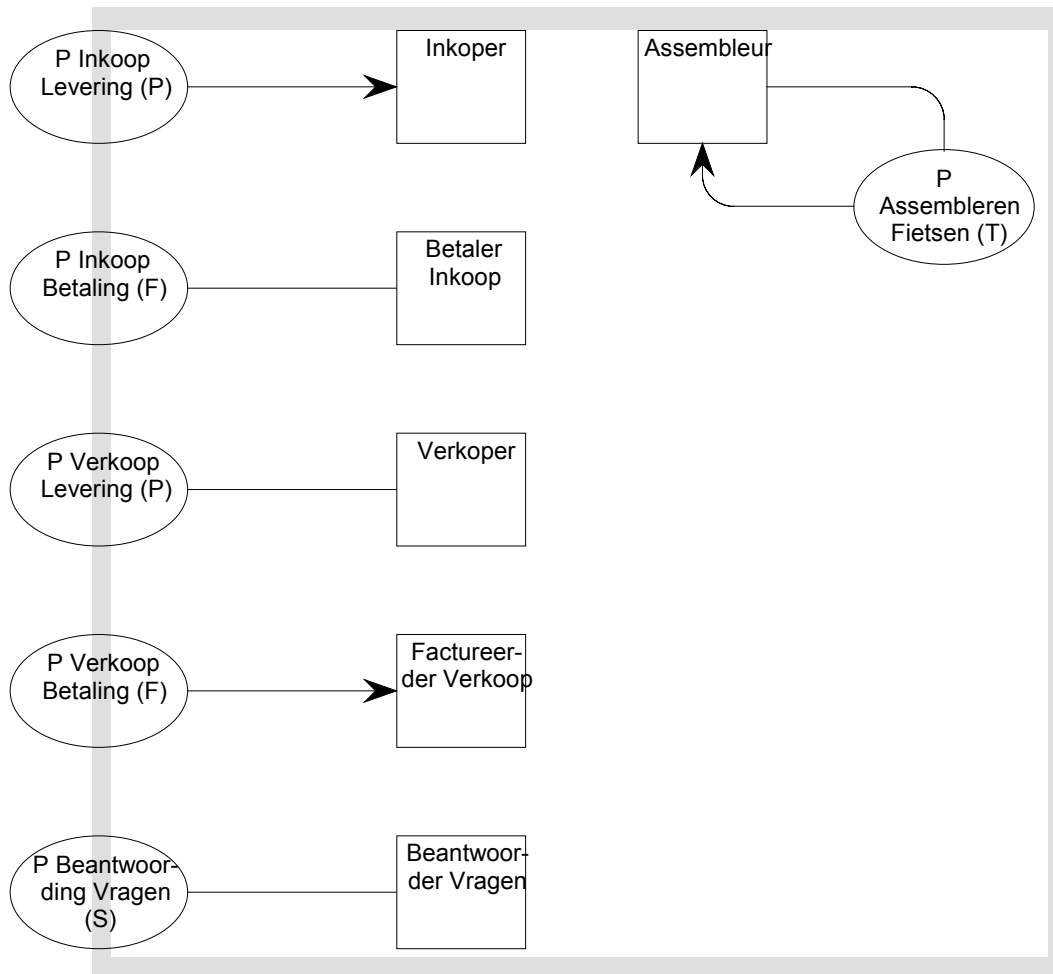 P Inkoop
Levering (P)
Inkoper
Assembleur
P
Assembleren
Fietsen (T)
P Inkoop
Betaling (F)
Betaler
Inkoop
P Verkoop
Levering (P)
Verkoper
P Verkoop
Betaling (F)
Factureer-
der Verkoop
P Beantwoor-
ding Vragen
(S)
Beantwoor-
der Vragen